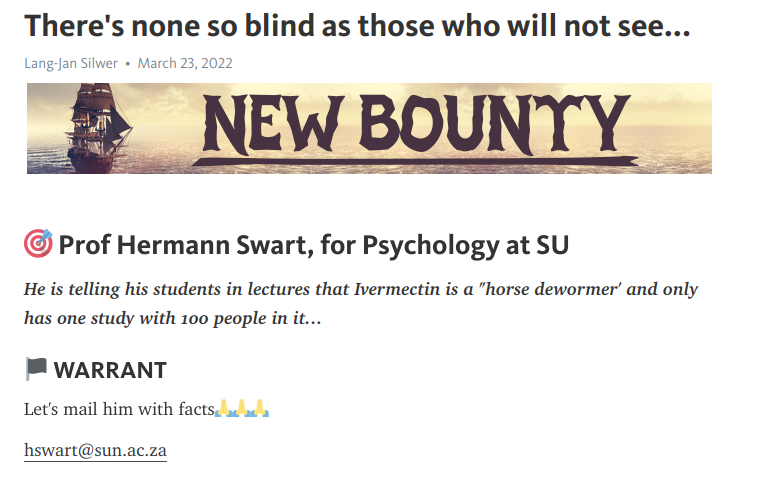 There's none so blind as those who will not see...
Lang-Jan Silwer • March 23, 2022
NEW BOUNTY
🎯 Prof Hermann Swart, for Psychology at SU
He is telling his students in lectures that Ivermectin is a "horse dewormer' and only
has one study with 100 people in it...
🏴 WARRANT
Let's mail him with facts🙏🙏🙏
hswart@sun.ac.za